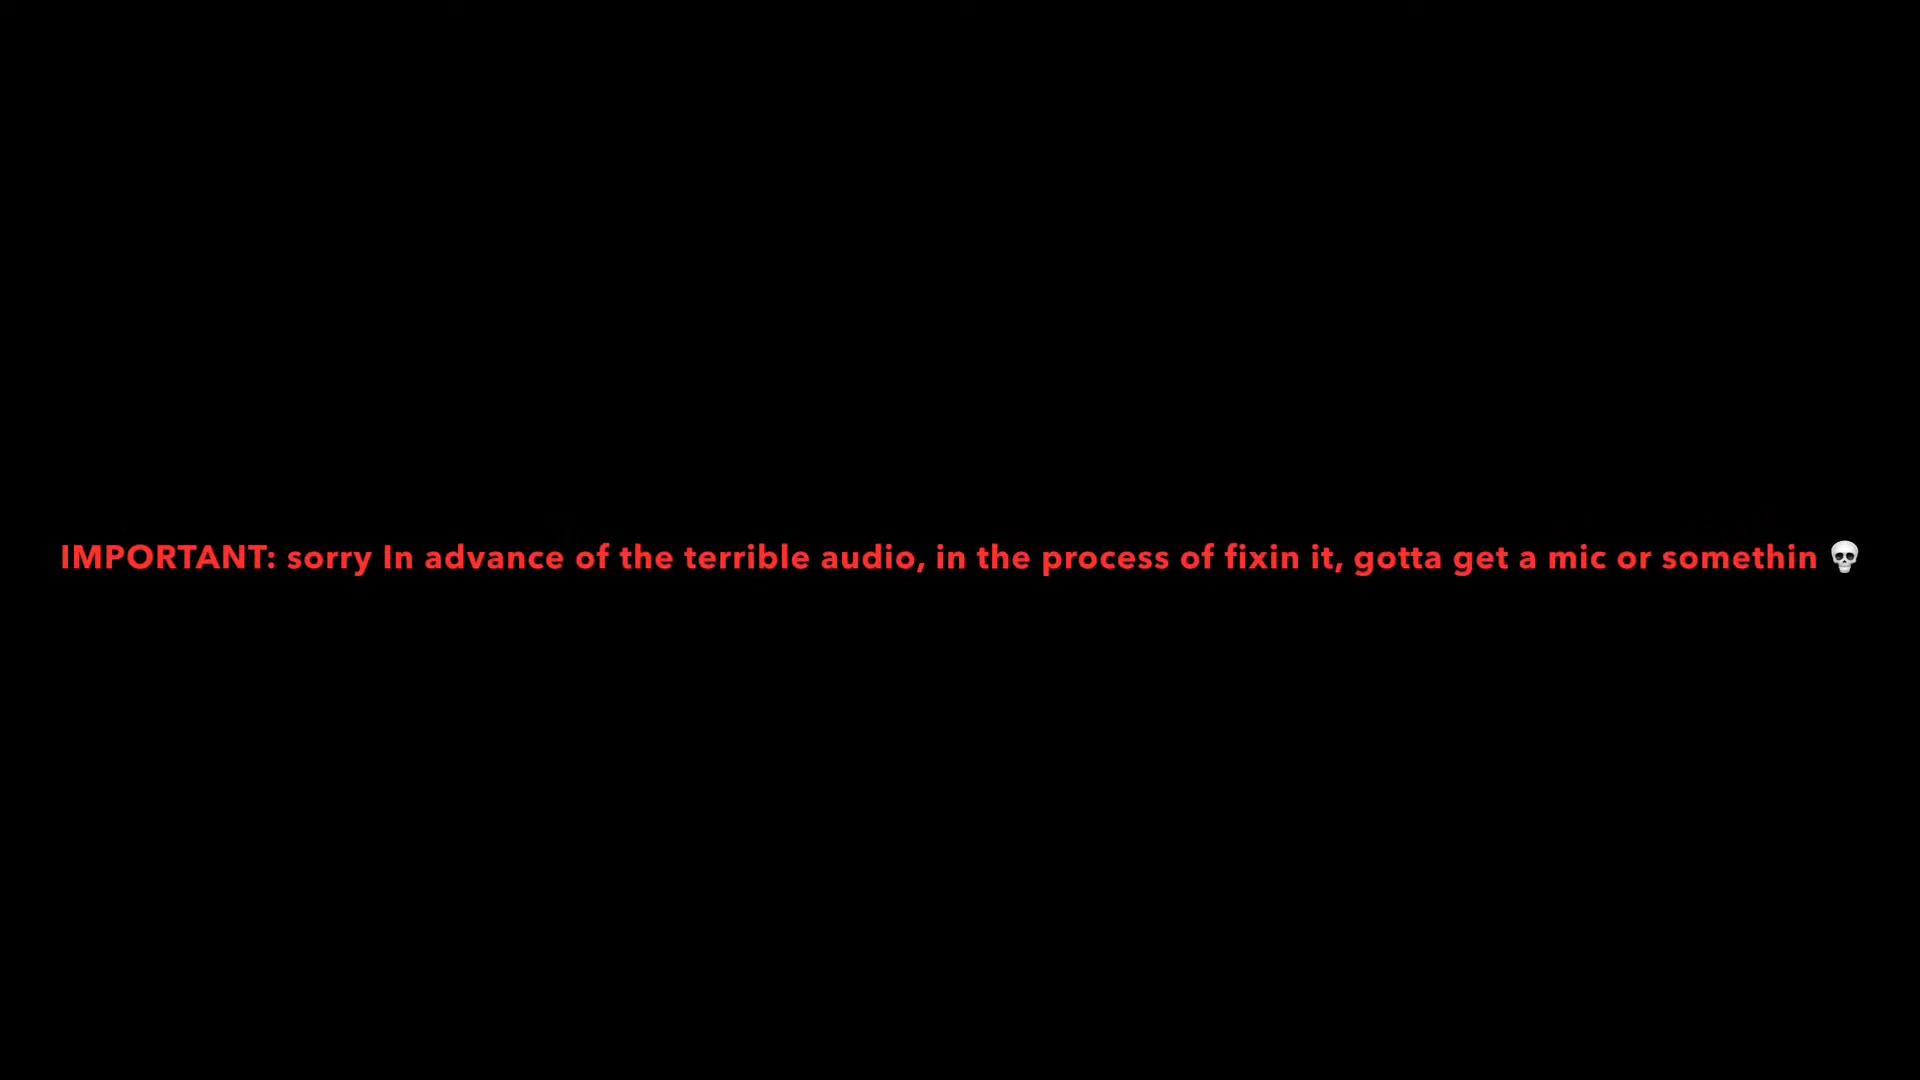 IMPORTANT: sorry In advance of the terrible audio, in the process of fixin it, gotta get a mic or somethin 💀